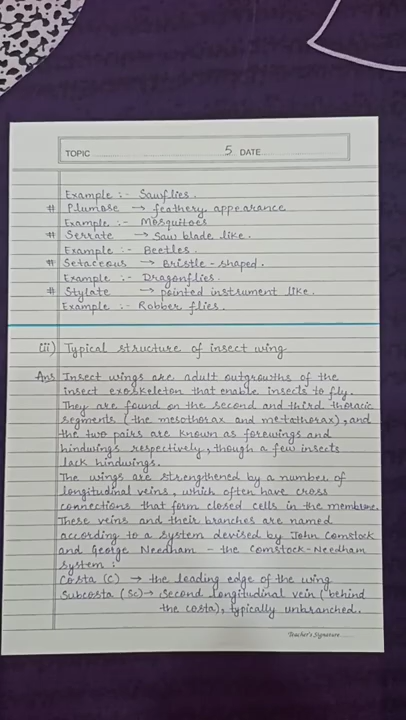 TOPIC 5 DATE
Example :- Sawflies.
# Plumose → feathery appearance
Example :- Mosquitoes
# Serrate → Saw blade like.
Example :- Beetles.
# Setaceous → Bristle-shaped.
Example :- Dragonflies.
# Stylate → pointed instrument like.
Example :- Robber flies.
(ii) Typical structure of insect wing
Ans Insect wings are adult outgrowths of the
insect exoskeleton that enable insects to fly.
They are found on the second and third thoracic
segments (the mesothorax and metathorax), and
the two pairs are known as forewings and
hindwings respectively, though a few insects
lack hindwings.
The wings are strengthened by a number of
longitudinal veins, which often have cross
connections that form closed cells in the membrane.
These veins and their branches are named
according to a system devised by John Comstock
and George Needham - the Comstock-Needham
system :
Costa (C) → the leading edge of the wing
Subcosta (Sc) → second longitudinal vein (behind
the costa), typically unbranched.
Teacher's Signature